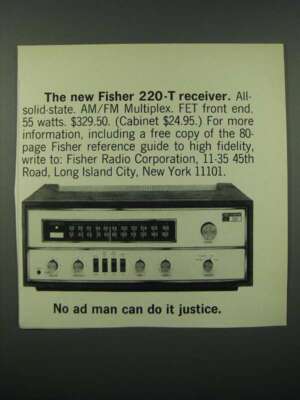 The new Fisher 220-T receiver. All-
solid-state. AM/FM Multiplex. FET front end.
55 watts. $329.50. (Cabinet $24.95.) For more
information, including a free copy of the 80-
page Fisher reference guide to high fidelity,
write to: Fisher Radio Corporation, 11-35 45th
Road, Long Island City, New York 11101.
No ad man can do it justice.